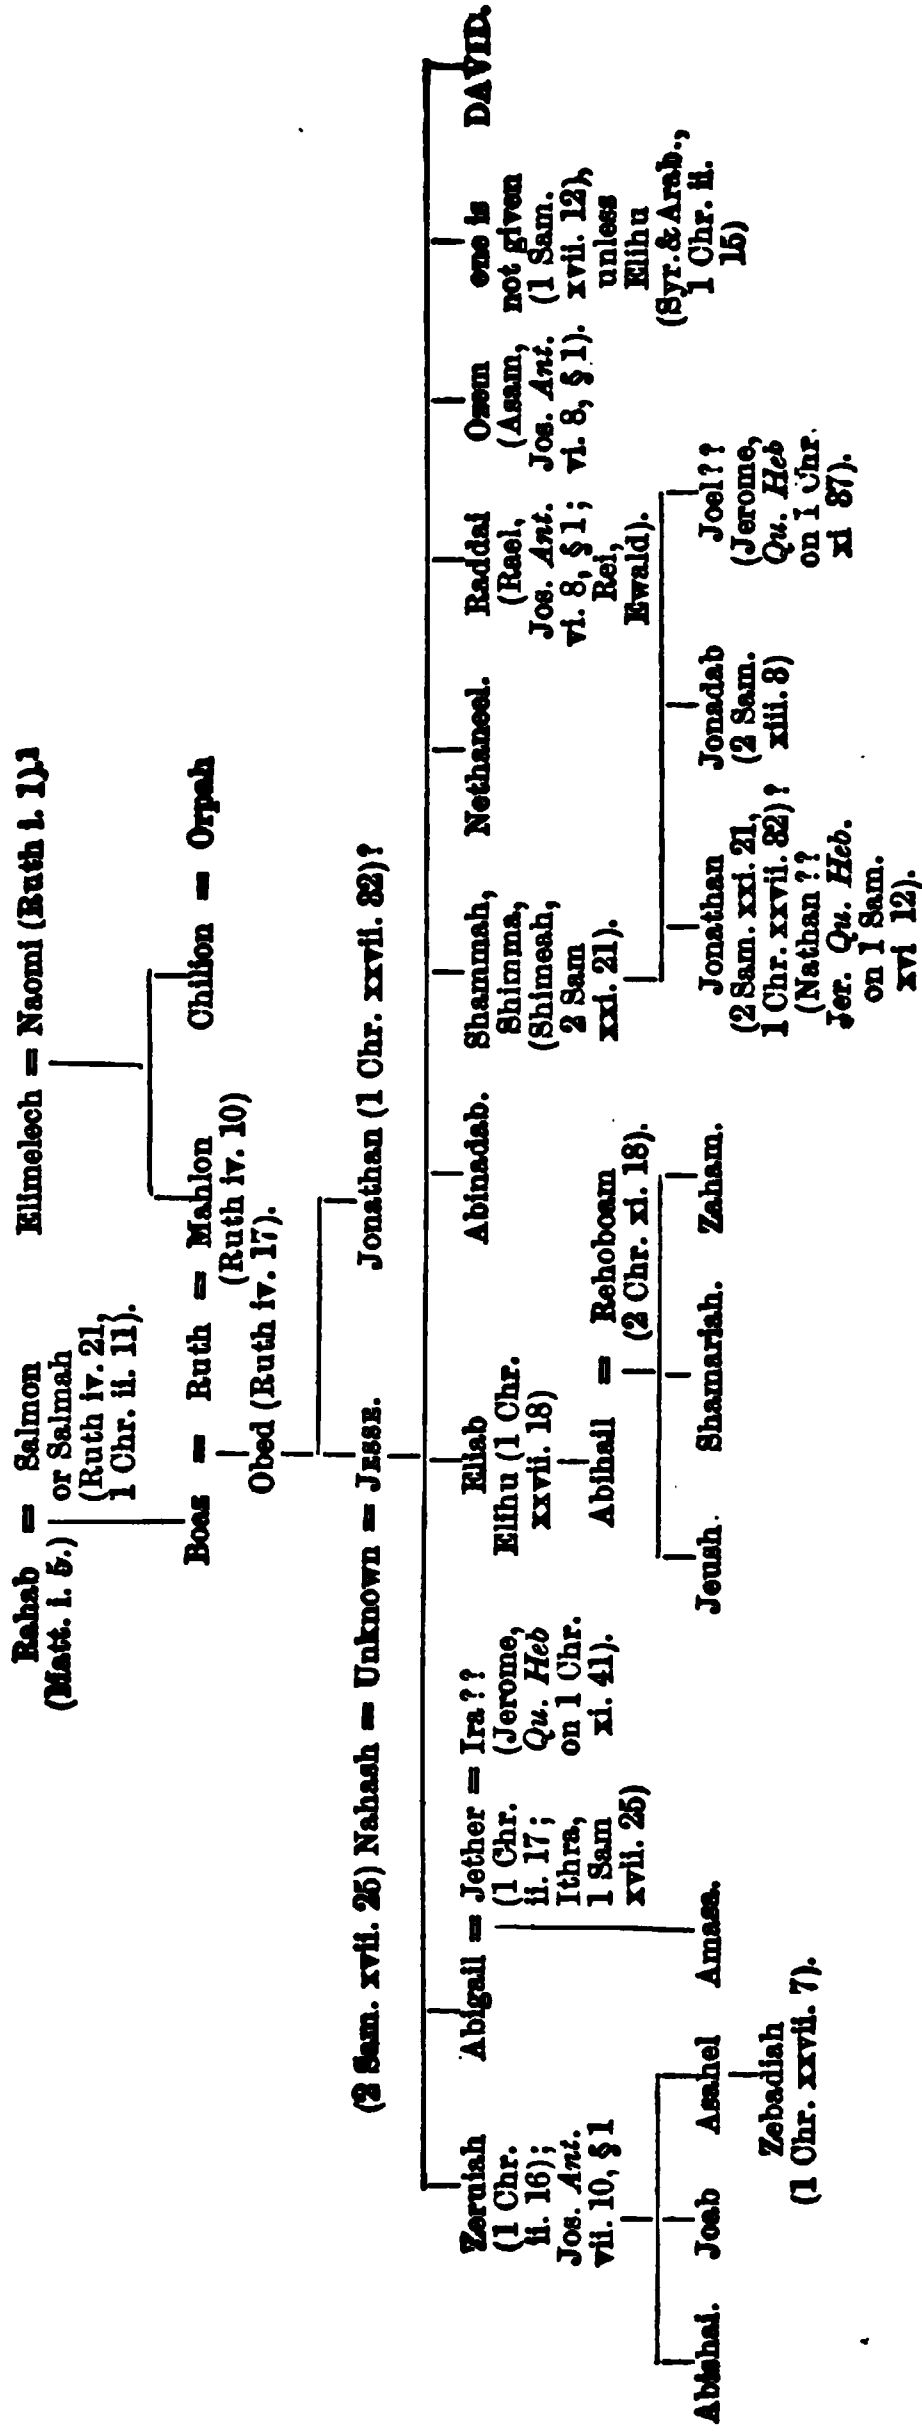 Rahab = Salmon
(Matt. i. 5.) or Salmah
(Ruth iv. 21,
1 Chr. ii. 11).
Elimelech = Naomi (Ruth i. 1).1
Boaz = Ruth = Mahlon
(Ruth iv. 10)
Chilion = Orpah
Obed (Ruth iv. 17).
(2 Sam. xvii. 25) Nahash = Unknown = JESSE.
Jonathan (1 Chr. xxvii. 32)?
Zeruiah
(1 Chr.
ii. 16);
Jos. Ant.
vii. 10, § 1
Abigail = Jether = Ira??
(1 Chr.
ii. 17;
Ithra,
1 Sam
xvii. 25)
(Jerome,
Qu. Heb
on 1 Chr.
xi. 41).
Eliab
Elihu (1 Chr.
xxvii. 18)
Abinadab.
Shammah,
Shimma,
(Shimeah,
2 Sam
xxi. 21).
Nethaneel.
Raddai
(Rael,
Jos. Ant.
vi. 8, § 1;
Rei,
Ewald).
Ozem
(Asam,
Jos. Ant.
vi. 8, § 1).
one is
not given
(1 Sam.
xvii. 12),
unless
Elihu
(Syr. & Arab.,
1 Chr. ii.
15)
DAVID.
Abihail = Rehoboam
(2 Chr. xi. 18).
Abishai. Joab Asahel
Zebadiah
(1 Chr. xxvii. 7).
Amasa.
Jeush. Shamariah. Zaham.
Jonathan
(2 Sam. xxi. 21,
1 Chr. xxvii. 32)?
(Nathan??
Jer. Qu. Heb.
on 1 Sam.
xvi 12).
Jonadab
(2 Sam.
xiii. 3)
Joel??
(Jerome,
Qu. Heb
on 1 Chr.
xi 37).